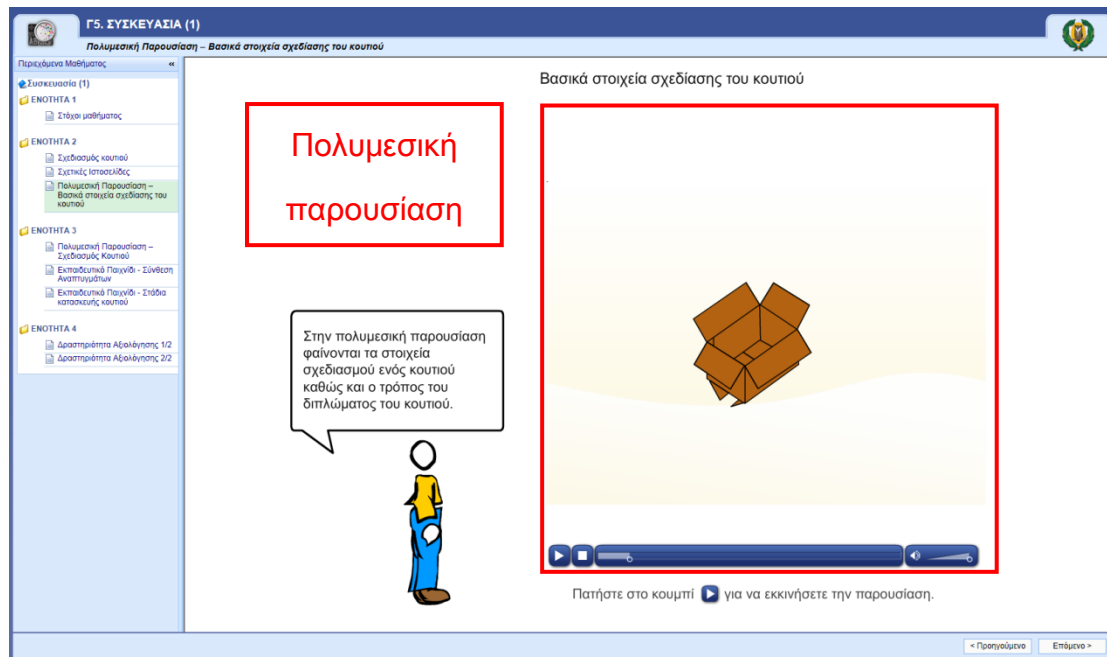 Γ5. ΣΥΣΚΕΥΑΣΙΑ (1)
Πολυμεσική Παρουσίαση – Βασικά στοιχεία σχεδίασης του κουτιού
Περιεχόμενα Μαθήματος «
Συσκευασία (1)
ΕΝΟΤΗΤΑ 1
Στόχοι μαθήματος
ΕΝΟΤΗΤΑ 2
Σχεδιασμός κουτιού
Σχετικές Ιστοσελίδες
Πολυμεσική Παρουσίαση –
Βασικά στοιχεία σχεδίασης του
κουτιού
ΕΝΟΤΗΤΑ 3
Πολυμεσική Παρουσίαση –
Σχεδιασμός Κουτιού
Εκπαιδευτικό Παιχνίδι - Σύνθεση
Αναπτυγμάτων
Εκπαιδευτικό Παιχνίδι - Στάδια
κατασκευής κουτιού
ΕΝΟΤΗΤΑ 4
Δραστηριότητα Αξιολόγησης 1/2
Δραστηριότητα Αξιολόγησης 2/2
Βασικά στοιχεία σχεδίασης του κουτιού
Πολυμεσική
παρουσίαση
Στην πολυμεσική παρουσίαση
φαίνονται τα στοιχεία
σχεδιασμού ενός κουτιού
καθώς και ο τρόπος του
διπλώματος του κουτιού.
Πατήστε στο κουμπί για να εκκινήσετε την παρουσίαση.
< Προηγούμενο Επόμενο >